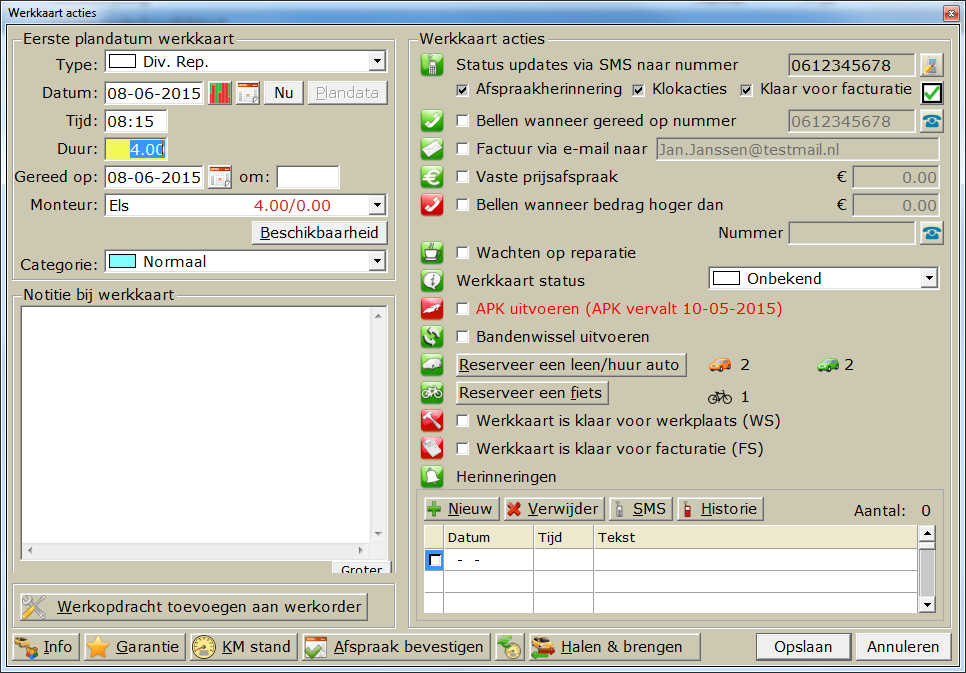 Werkkaart acties
Eerste plandatum werkkaart
Type: Div. Rep.
Datum: 08-06-2015 Nu Plandata
Tijd: 08:15
Duur: 4.00
Gereed op: 08-06-2015 om:
Monteur: Els 4.00/0.00
Beschikbaarheid
Categorie: Normaal
Notitie bij werkkaart
Groter
Werkopdracht toevoegen aan werkorder
Werkkaart acties
Status updates via SMS naar nummer 0612345678
Afspraakherinnering Klokacties Klaar voor facturatie
Bellen wanneer gereed op nummer 0612345678
Factuur via e-mail naar Jan.Janssen@testmail.nl
Vaste prijsafspraak € 0.00
Bellen wanneer bedrag hoger dan € 0.00
Nummer
Wachten op reparatie
Werkkaart status Onbekend
APK uitvoeren (APK vervalt 10-05-2015)
Bandenwissel uitvoeren
Reserveer een leen/huur auto 2 2
Reserveer een fiets 1
Werkkaart is klaar voor werkplaats (WS)
Werkkaart is klaar voor facturatie (FS)
Herinneringen
Nieuw Verwijder SMS Historie Aantal: 0
Datum Tijd Tekst
- -
Info Garantie KM stand Afspraak bevestigen Halen & brengen Opslaan Annuleren